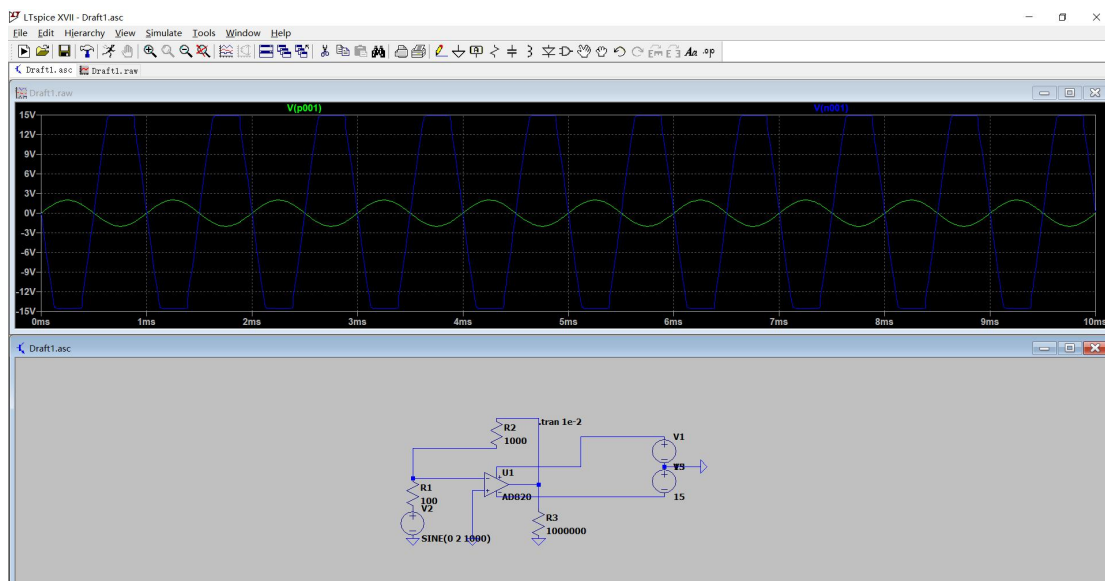 LTspice XVII - Draft1.asc
File Edit Hierarchy View Simulate Tools Window Help
Draft1.asc Draft1.raw
Draft1.raw
V(p001) V(n001)
15V
12V
9V
6V
3V
0V
-3V
-6V
-9V
-12V
-15V
0ms 1ms 2ms 3ms 4ms 5ms 6ms 7ms 8ms 9ms 10ms
Draft1.asc
.tran 1e-2
R2
1000
V1
U1
R1
100
AD820
15
V2
R3
1000000
SINE(0 2 1000)